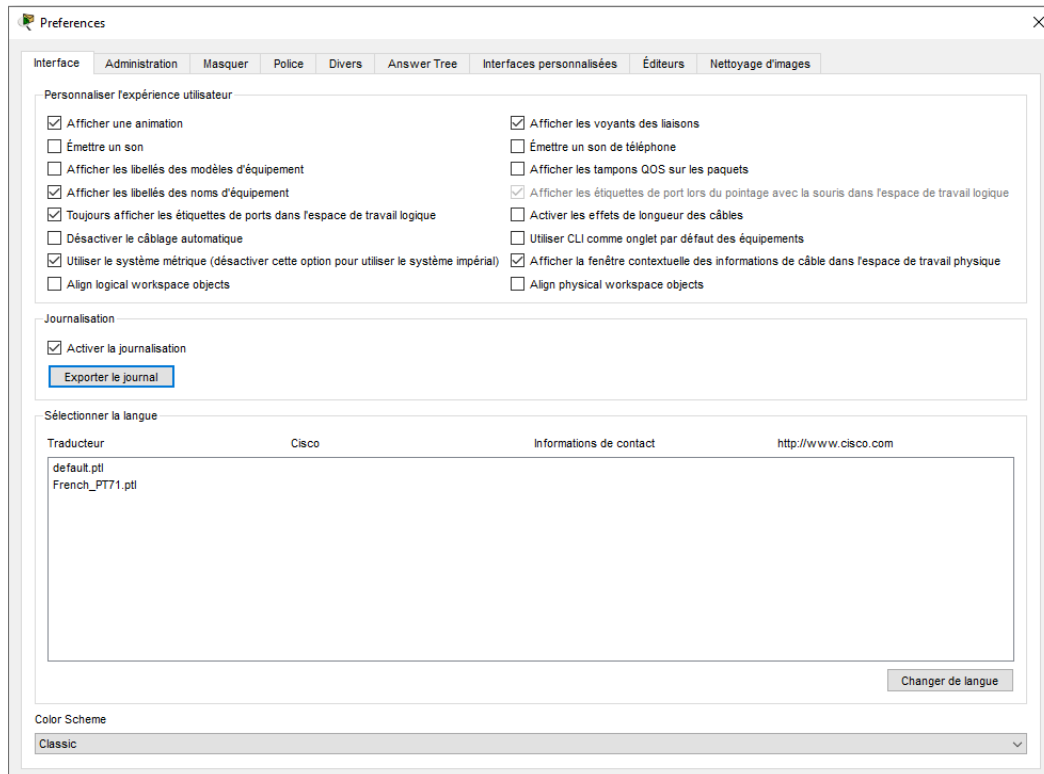 Preferences
Interface Administration Masquer Police Divers Answer Tree Interfaces personnalisées Éditeurs Nettoyage d'images
Personnaliser l'expérience utilisateur
Afficher une animation Afficher les voyants des liaisons
Émettre un son Émettre un son de téléphone
Afficher les libellés des modèles d'équipement Afficher les tampons QOS sur les paquets
Afficher les libellés des noms d'équipement Afficher les étiquettes de port lors du pointage avec la souris dans l'espace de travail logique
Toujours afficher les étiquettes de ports dans l'espace de travail logique Activer les effets de longueur des câbles
Désactiver le câblage automatique Utiliser CLI comme onglet par défaut des équipements
Utiliser le système métrique (désactiver cette option pour utiliser le système impérial) Afficher la fenêtre contextuelle des informations de câble dans l'espace de travail physique
Align logical workspace objects Align physical workspace objects
Journalisation
Activer la journalisation
Exporter le journal
Sélectionner la langue
Traducteur Cisco Informations de contact http://www.cisco.com
default.ptl
French_PT71.ptl
Changer de langue
Color Scheme
Classic